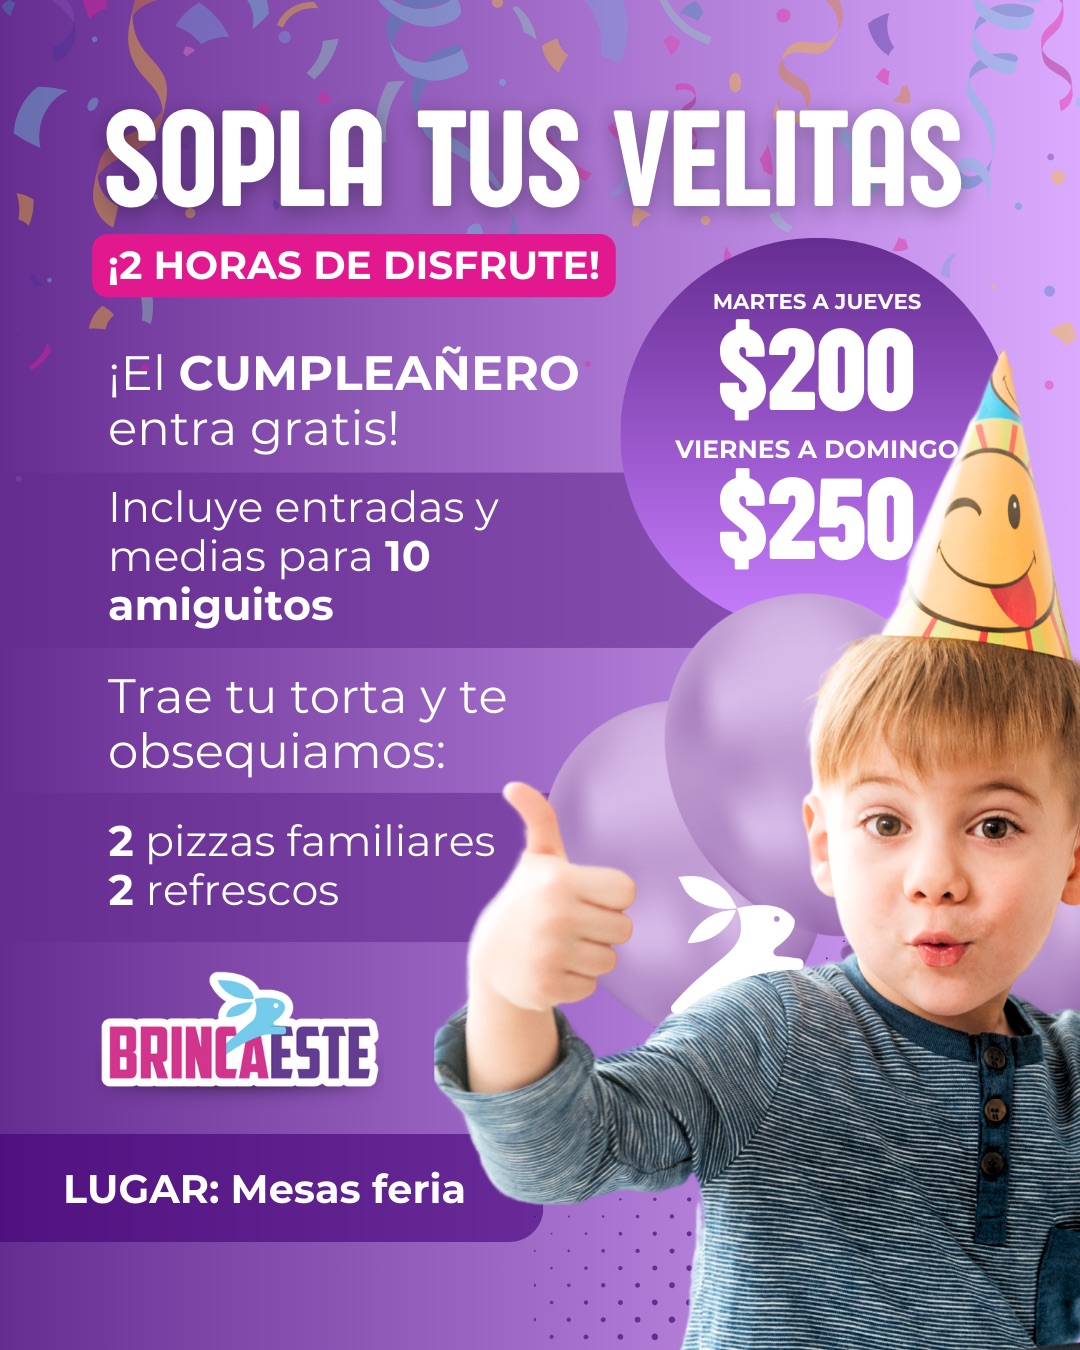 SOPLA TUS VELITAS
¡2 HORAS DE DISFRUTE!
MARTES A JUEVES
$200
VIERNES A DOMINGO
$250
¡El CUMPLEAÑERO
entra gratis!
Incluye entradas y
medias para 10
amiguitos
Trae tu torta y te
obsequiamos:
2 pizzas familiares
2 refrescos
BRINCAESTE
LUGAR: Mesas feria